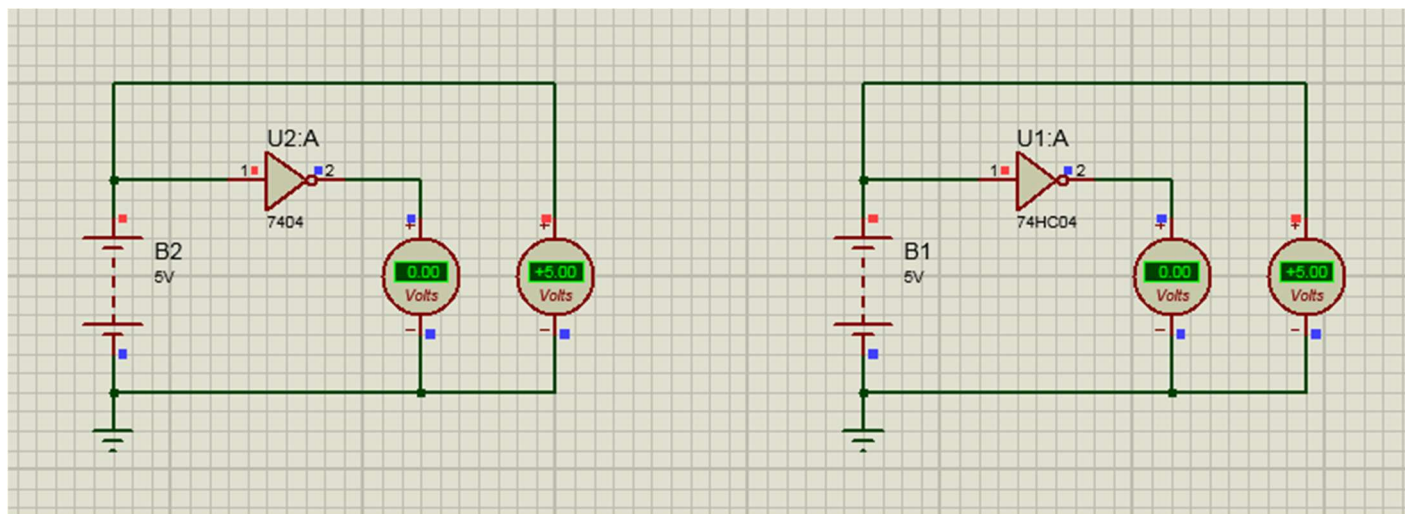 U2:A
1 2
7404
B2
5V
+
0.00
Volts
−
+
+5.00
Volts
−
U1:A
1 2
74HC04
B1
5V
+
0.00
Volts
−
+
+5.00
Volts
−